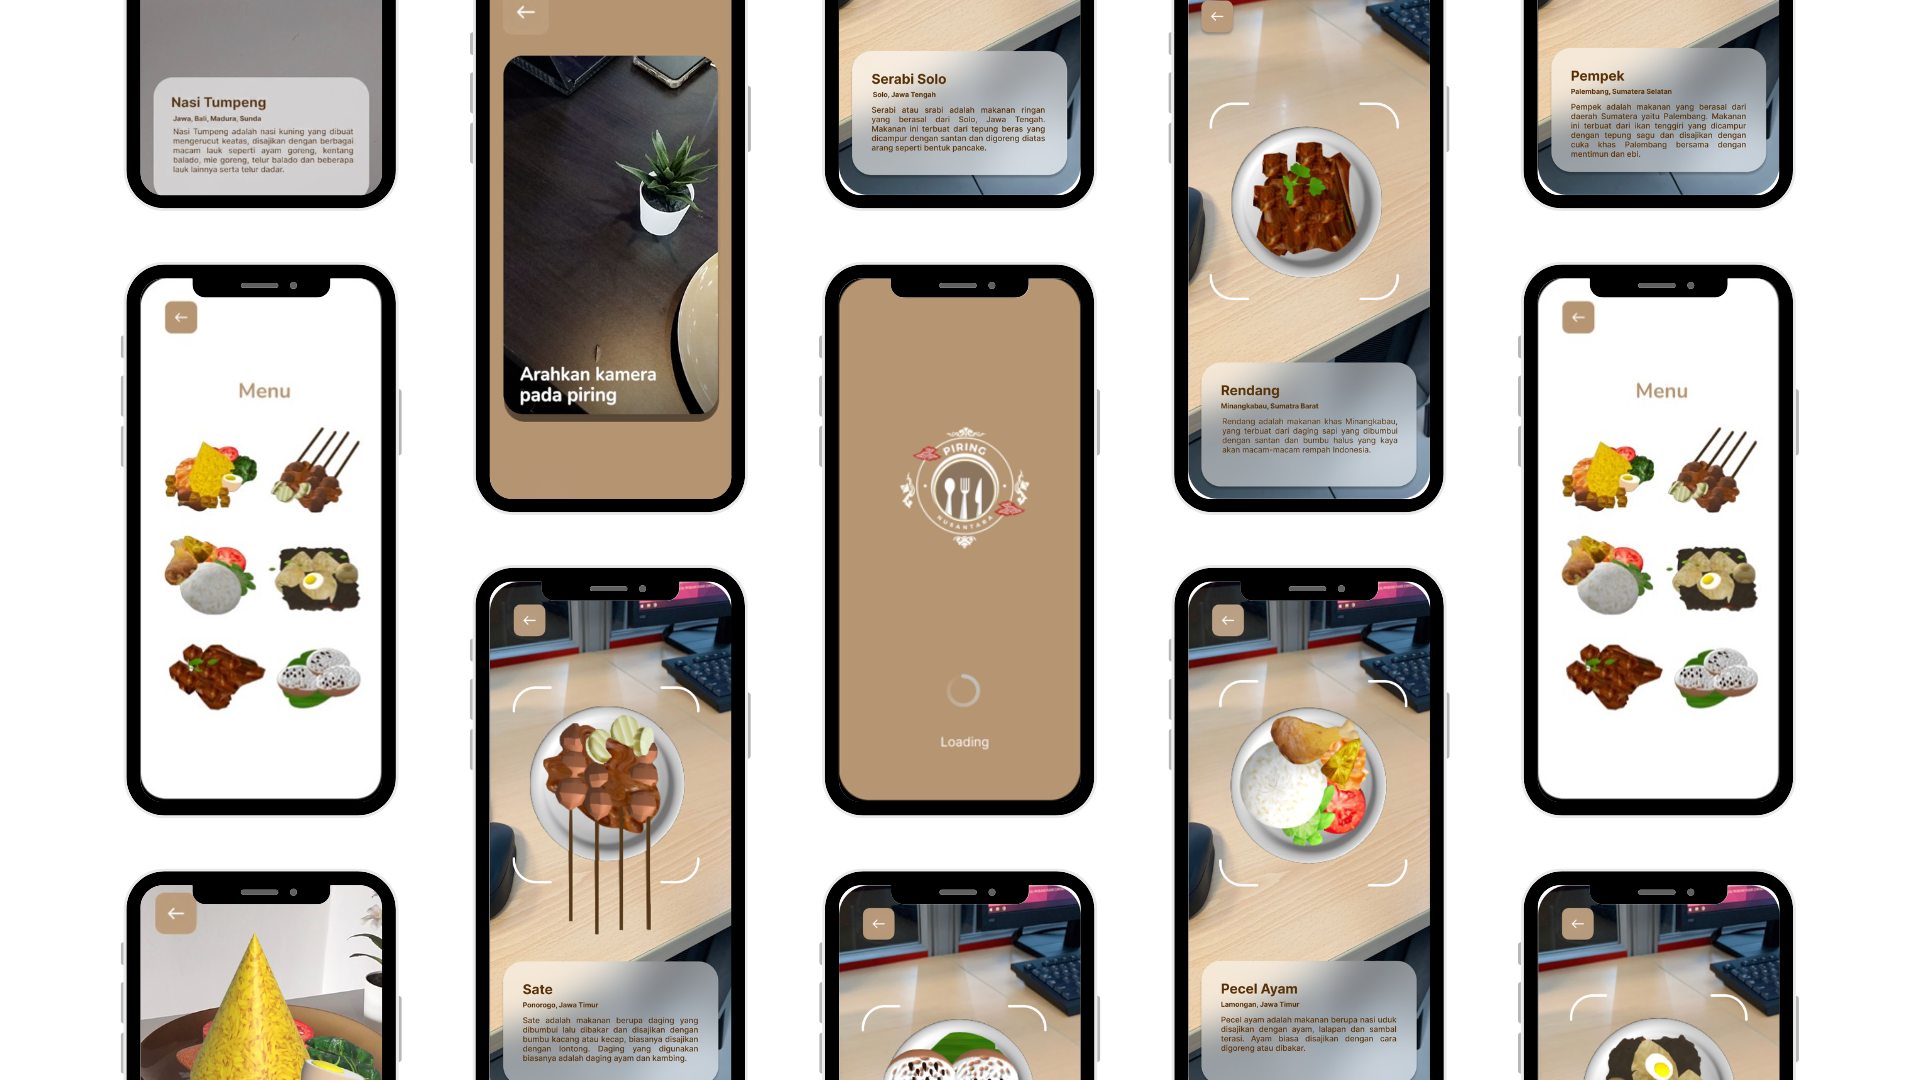 Nasi Tumpeng
Jawa, Bali, Madura, Sunda
Nasi Tumpeng adalah nasi kuning yang dibuat
mengerucut keatas, disajikan dengan berbagai
macam lauk seperti ayam goreng, kentang
balado, mie goreng, telur balado dan beberapa
lauk lainnya serta telur dadar.
Menu
Arahkan kamera
pada piring
Sate
Ponorogo, Jawa Timur
Sate adalah makanan berupa daging yang
dibumbui lalu dibakar dan disajikan dengan
bumbu kacang atau kecap, biasanya disajikan
dengan lontong. Daging yang digunakan
biasanya adalah daging ayam dan kambing.
Serabi Solo
Solo, Jawa Tengah
Serabi atau srabi adalah makanan ringan
yang berasal dari Solo, Jawa Tengah.
Makanan ini terbuat dari tepung beras yang
dicampur dengan santan dan digoreng diatas
arang seperti bentuk pancake.
PIRING
NUSANTARA
Loading
Rendang
Minangkabau, Sumatra Barat
Rendang adalah makanan khas Minangkabau,
yang terbuat dari daging sapi yang dibumbui
dengan santan dan bumbu halus yang kaya
akan macam-macam rempah Indonesia.
Pecel Ayam
Lamongan, Jawa Timur
Pecel ayam adalah makanan berupa nasi uduk
disajikan dengan ayam, lalapan dan sambal
terasi. Ayam biasa disajikan dengan cara
digoreng atau dibakar.
Pempek
Palembang, Sumatera Selatan
Pempek adalah makanan yang berasal dari
daerah Sumatera yaitu Palembang. Makanan
ini terbuat dari ikan tenggiri yang dicampur
dengan tepung sagu dan disajikan dengan
cuka khas Palembang bersama dengan
mentimun dan ebi.
Menu